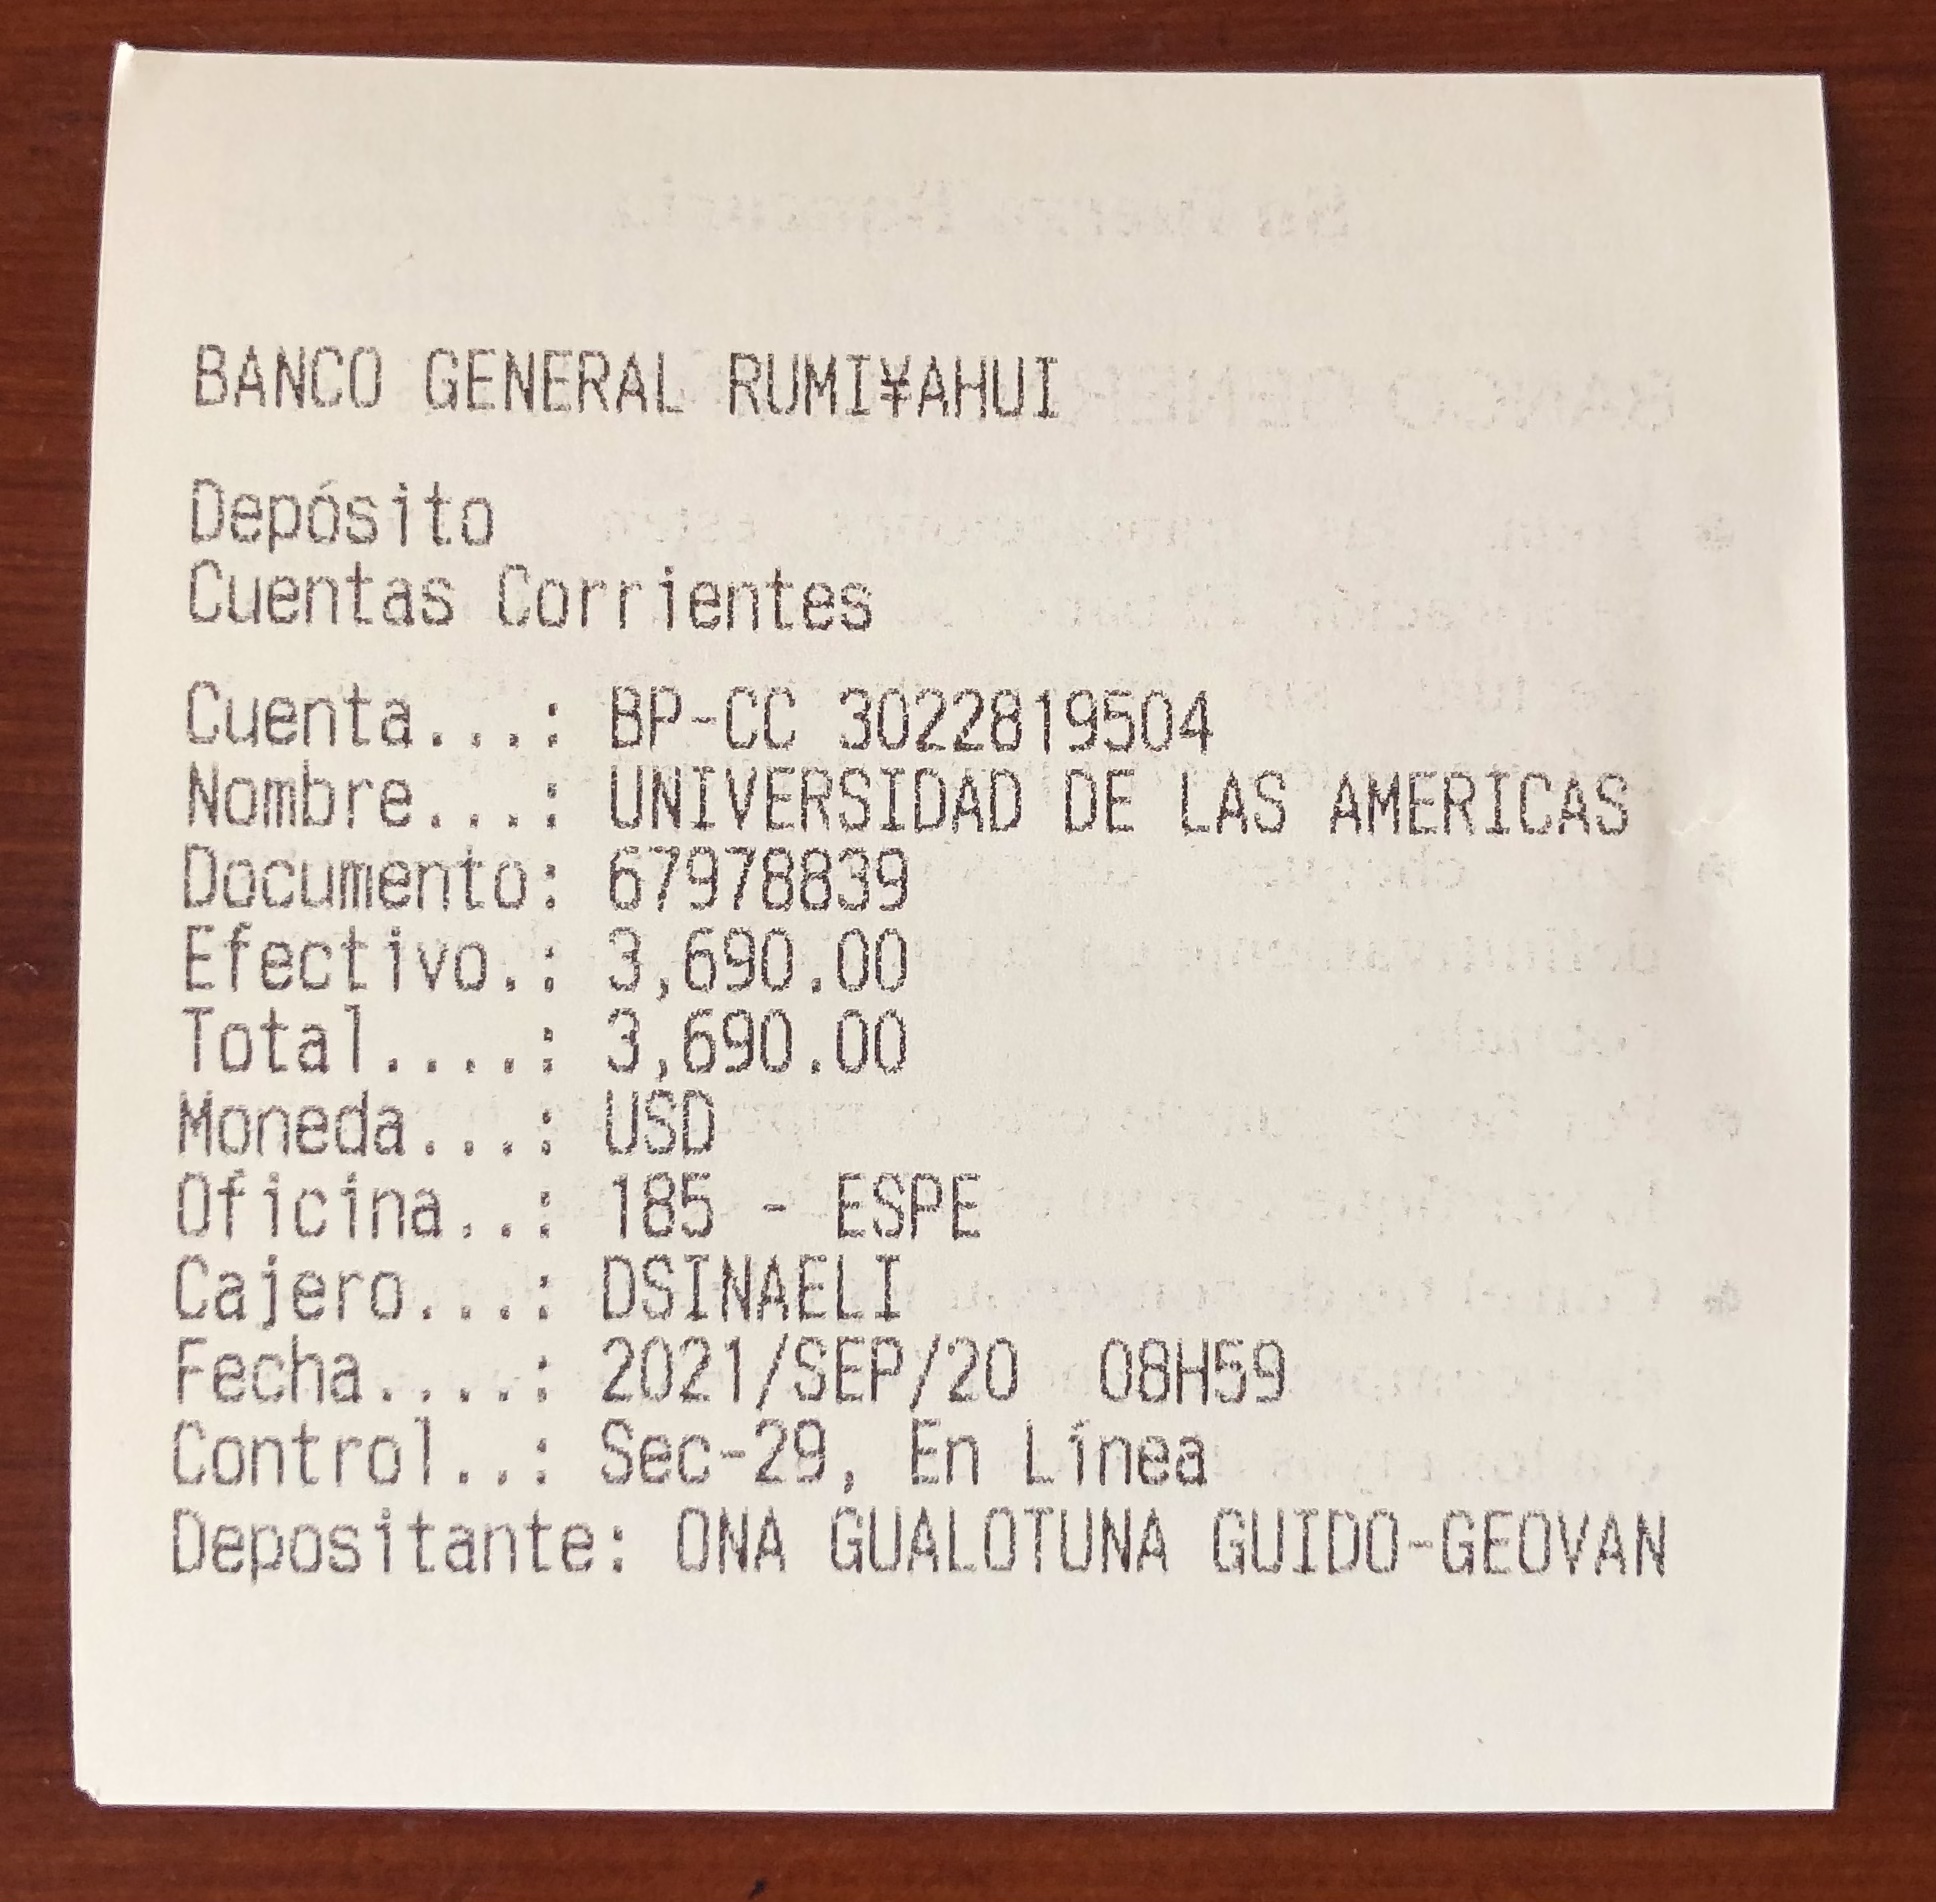 BANCO GENERAL RUMI¥AHUI
Depósito
Cuentas Corrientes
Cuenta...: BP-CC 3022819504
Nombre...: UNIVERSIDAD DE LAS AMERICAS
Documento: 67978839
Efectivo.: 3,690.00
Total....: 3,690.00
Moneda...: USD
Oficina..: 185 - ESPE
Cajero...: DSINAELI
Fecha....: 2021/SEP/20  08H59
Control..: Sec-29, En Línea
Depositante: ONA GUALOTUNA GUIDO-GEOVAN